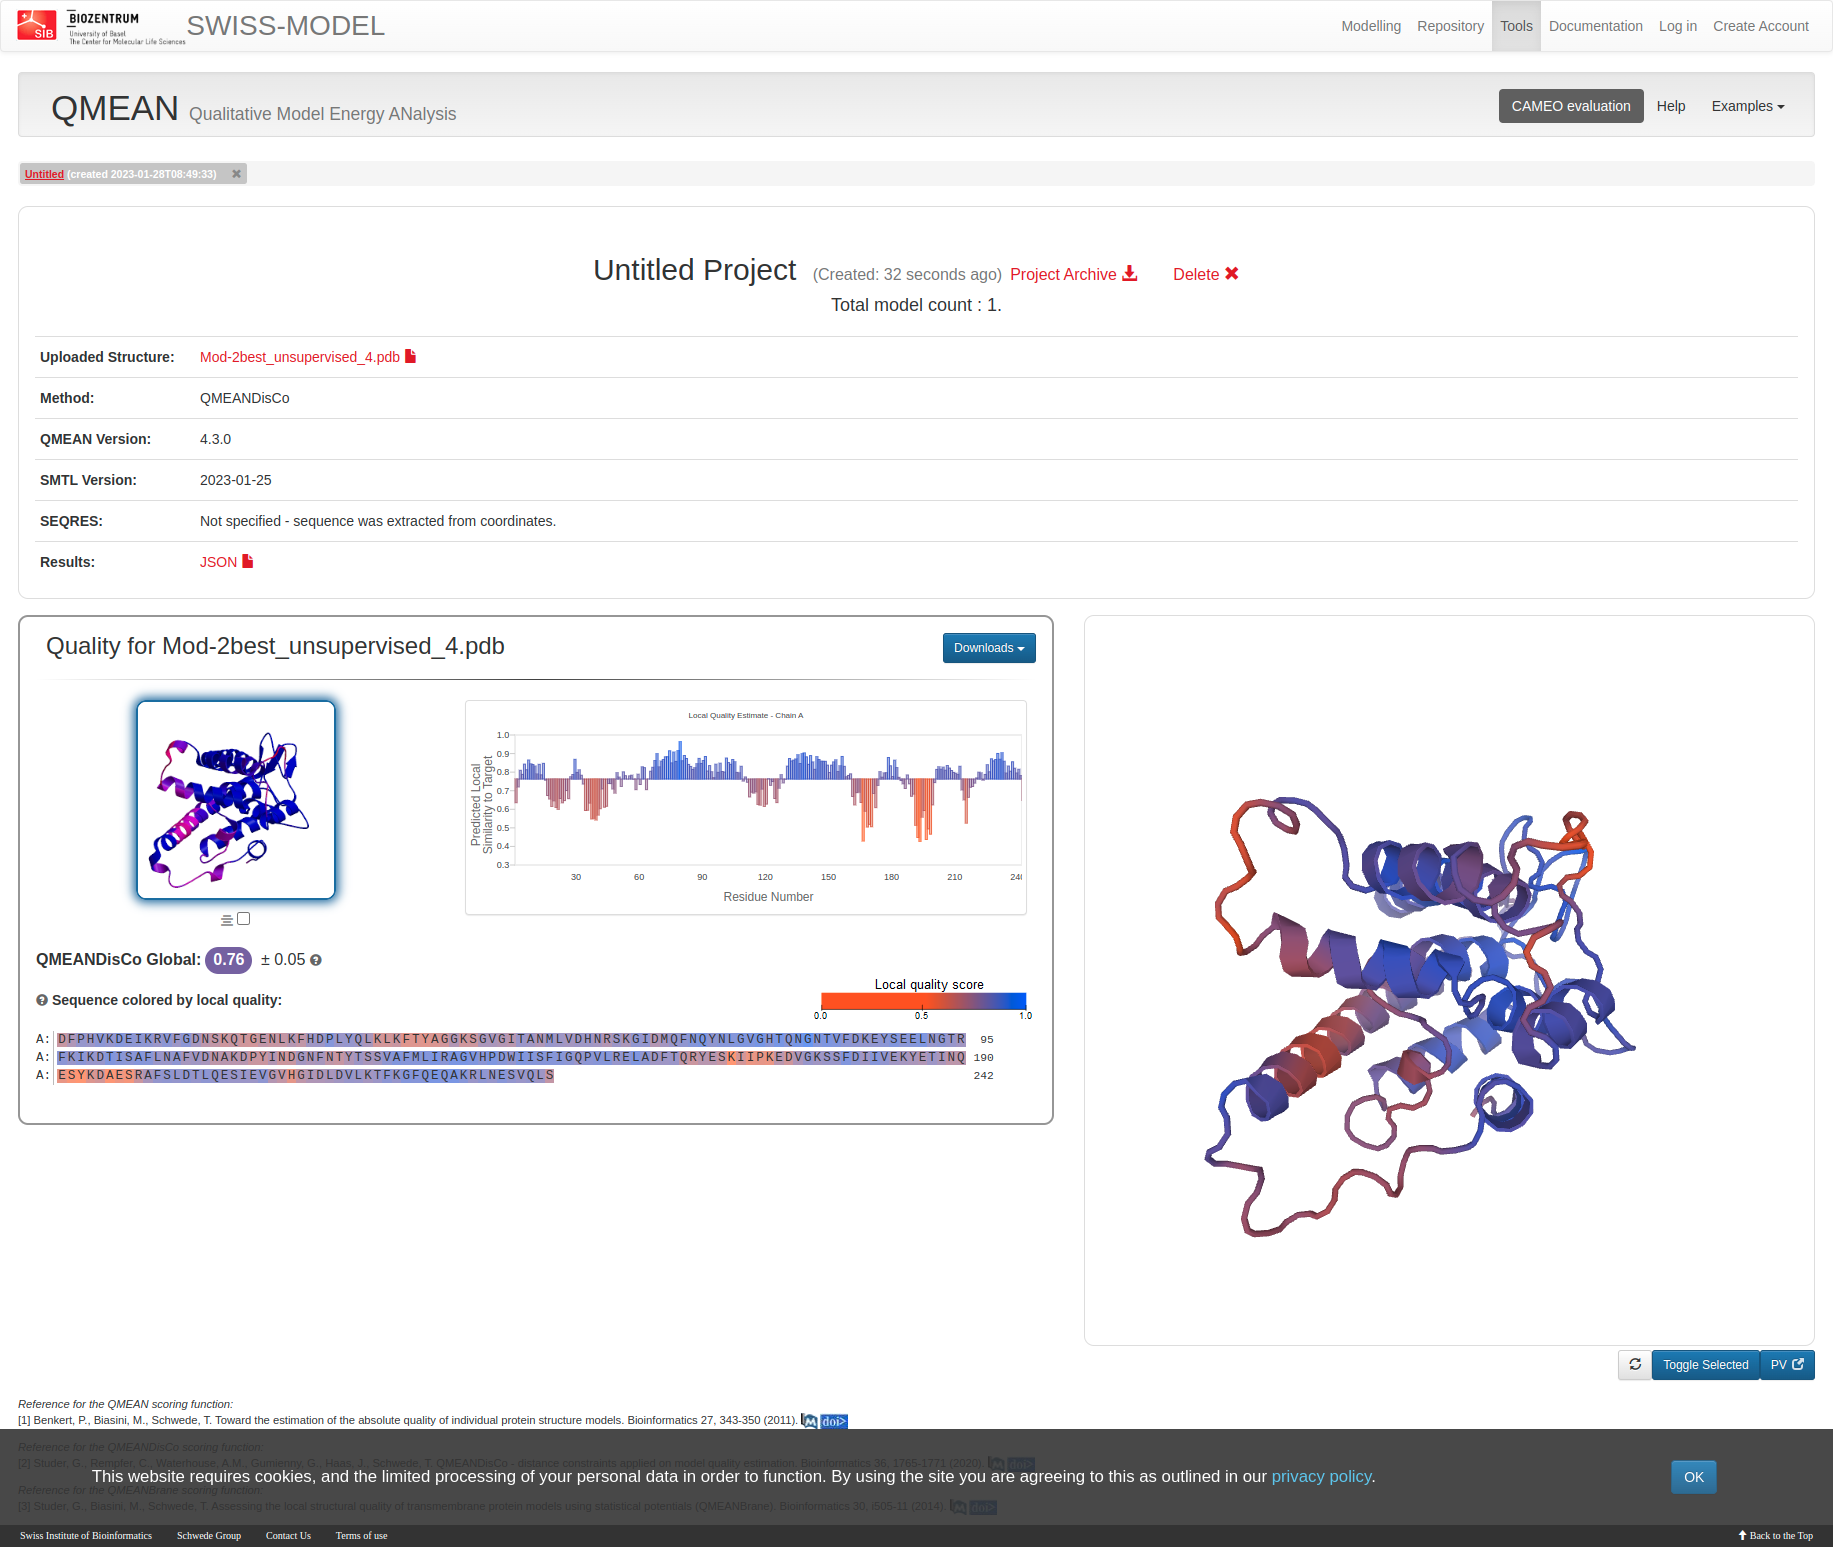 SIB
BIOZENTRUM
University of Basel
The Center for Molecular Life Sciences
SWISS-MODEL
Modelling Repository Tools Documentation Log in Create Account
QMEAN Qualitative Model Energy ANalysis
CAMEO evaluation Help Examples
Untitled (created 2023-01-28T08:49:33)
Untitled Project (Created: 32 seconds ago) Project Archive Delete
Total model count : 1.
Uploaded Structure: Mod-2best_unsupervised_4.pdb
Method: QMEANDisCo
QMEAN Version: 4.3.0
SMTL Version: 2023-01-25
SEQRES: Not specified - sequence was extracted from coordinates.
Results: JSON
Quality for Mod-2best_unsupervised_4.pdb
Downloads
Local Quality Estimate - Chain A
1.0
0.9
0.8
0.7
0.6
0.5
0.4
0.3
Predicted Local
Similarity to Target
30 60 90 120 150 180 210
Residue Number
QMEANDisCo Global: 0.76 ± 0.05
Sequence colored by local quality:
Local quality score
0.0 0.5 1.0
A: DFPHVKDEIKRVFGDNSKQTGENLKFHDPLYQLKLKFTYAGGKSGVGITANMLVDHNRSKGIDMQFNQYNLGVGHTQNGNTVFDKEYSEELNGTR 95
A: FKIKDTISAFLNAFVDNAKDPYINDGNFNTYTSSVAFMLIRAGVHPDWIISFIGQPVLRELADFTQRYESKIIPKEDVGKSSFDIIVEKYETINQ 190
A: ESYKDAESRAFSLDTLQESIEVGVHGIDLDVLKTFKGFQEQAKRLNESVQLS 242
Toggle Selected PV
Reference for the QMEAN scoring function:
[1] Benkert, P., Biasini, M., Schwede, T. Toward the estimation of the absolute quality of individual protein structure models. Bioinformatics 27, 343-350 (2011). M doi>
Reference for the QMEANDisCo scoring function:
[2] Studer, G., Rempfer, C., Waterhouse, A.M., Gumienny, G., Haas, J., Schwede, T. QMEANDisCo - distance constraints applied on model quality estimation. Bioinformatics 36, 1765-1771 (2020). M doi>
This website requires cookies, and the limited processing of your personal data in order to function. By using the site you are agreeing to this as outlined in our privacy policy.
OK
Reference for the QMEANBrane scoring function:
[3] Studer, G., Biasini, M., Schwede, T. Assessing the local structural quality of transmembrane protein models using statistical potentials (QMEANBrane). Bioinformatics 30, i505-11 (2014). M doi>
Swiss Institute of Bioinformatics Schwede Group Contact Us Terms of use
Back to the Top